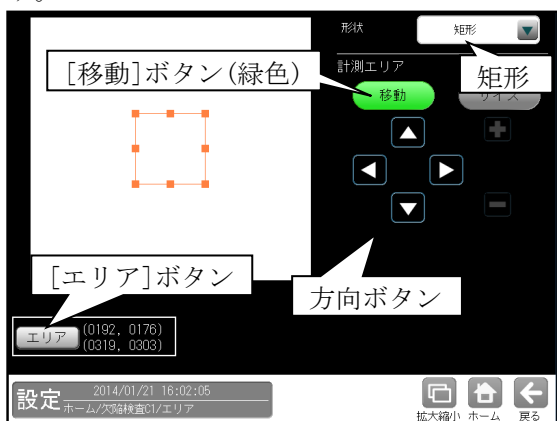 形状
矩形
[移動]ボタン(緑色)
計測エリア
矩形
移動
サイズ
[エリア]ボタン
方向ボタン
エリア
(0192, 0176)
(0319, 0303)
設定
2014/01/21 16:02:05
ホーム/欠陥検査C1/エリア
拡大縮小 ホーム 戻る